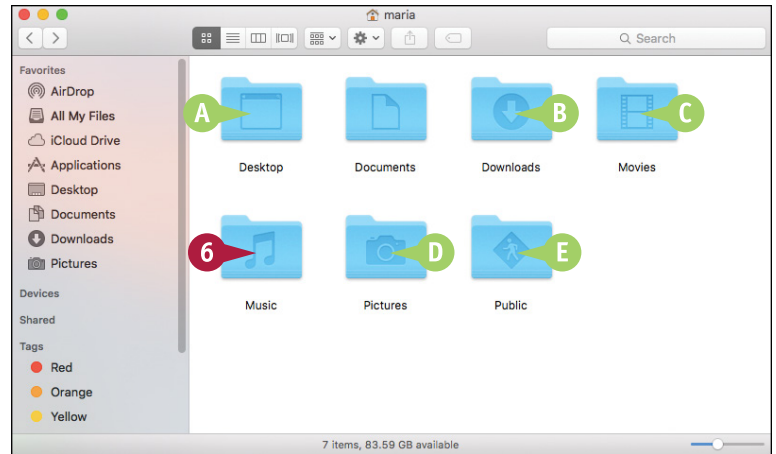 maria
Search
Favorites
AirDrop
All My Files
iCloud Drive
Applications
Desktop
Documents
Downloads
Pictures
Devices
Shared
Tags
Red
Orange
Yellow
A
B
C
Desktop
Documents
Downloads
Movies
6
D
E
Music
Pictures
Public
7 items, 83.59 GB available